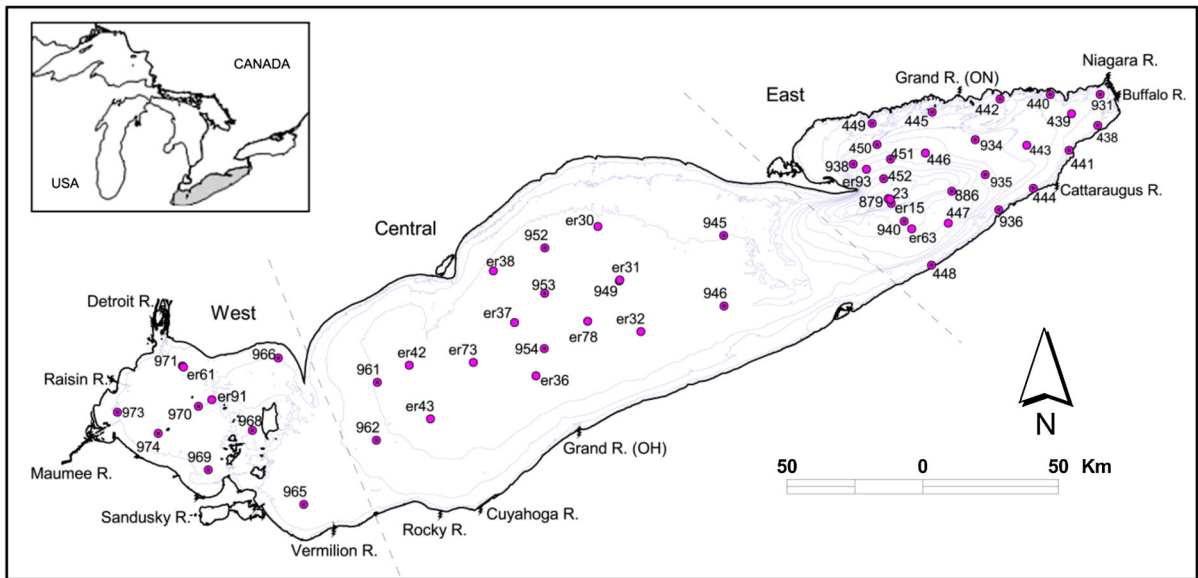 CANADA
USA
Niagara R.
Grand R. (ON)
Buffalo R.
East
442
440
931
445
439
449
438
450
934
443
441
451
446
938
er93
452
935
Cattaraugus R.
444
23
886
879
er15
447
936
940
er63
448
Central
er30
945
952
er38
er31
949
953
946
er37
er78
er32
954
er73
er42
er36
961
er43
962
Grand R. (OH)
West
Detroit R.
966
971
er61
Raisin R.
er91
973
970
968
974
969
Maumee R.
965
Sandusky R.
Vermilion R.
Rocky R.
Cuyahoga R.
N
50 0 50 Km